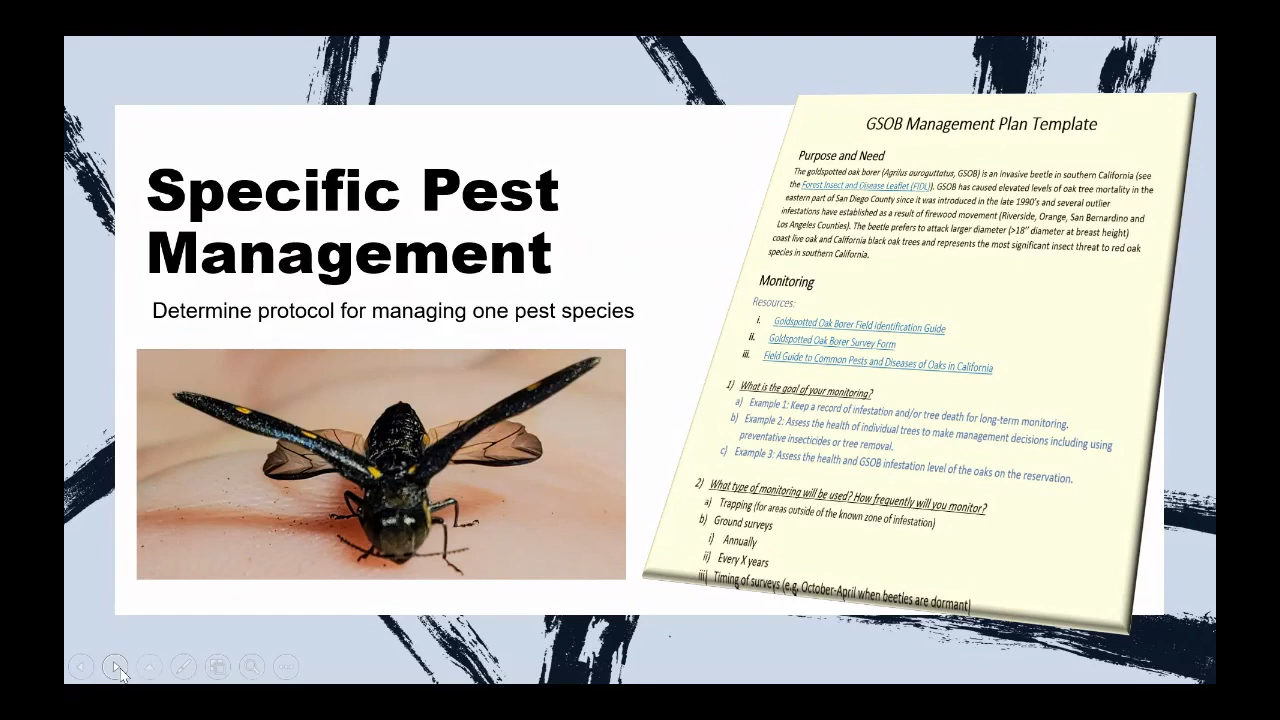 Specific Pest
Management
Determine protocol for managing one pest species
GSOB Management Plan Template
Purpose and Need
The goldspotted oak borer (Agrilus auroguttatus, GSOB) is an invasive beetle in southern California (see
the Forest Insect and Disease Leaflet (FIDL)). GSOB has caused elevated levels of oak tree mortality in the
eastern part of San Diego County since it was introduced in the late 1990's and several outlier
infestations have established as a result of firewood movement (Riverside, Orange, San Bernardino and
Los Angeles Counties). The beetle prefers to attack larger diameter (>18" diameter at breast height)
coast live oak and California black oak trees and represents the most significant insect threat to red oak
species in southern California.
Monitoring
Resources:
i. Goldspotted Oak Borer Field Identification Guide
ii. Goldspotted Oak Borer Survey Form
iii. Field Guide to Common Pests and Diseases of Oaks in California
1) What is the goal of your monitoring?
a) Example 1: Keep a record of infestation and/or tree death for long-term monitoring.
b) Example 2: Assess the health of individual trees to make management decisions including using
preventative insecticides or tree removal.
c) Example 3: Assess the health and GSOB infestation level of the oaks on the reservation.
2) What type of monitoring will be used? How frequently will you monitor?
a) Trapping (for areas outside of the known zone of infestation)
b) Ground surveys
i) Annually
ii) Every X years
iii) Timing of surveys (e.g. October-April when beetles are dormant)